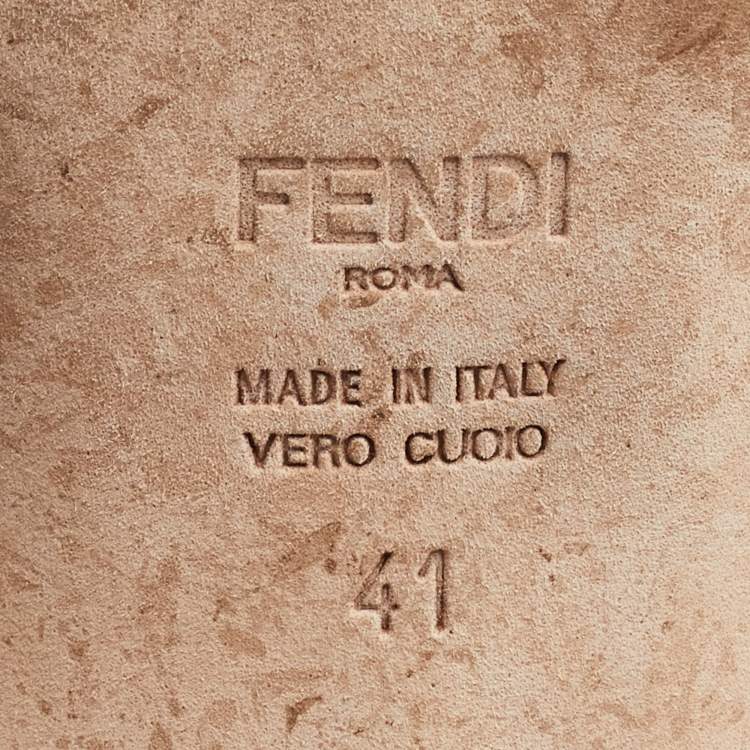 FENDI
ROMA
MADE IN ITALY
VERO CUOIO
41